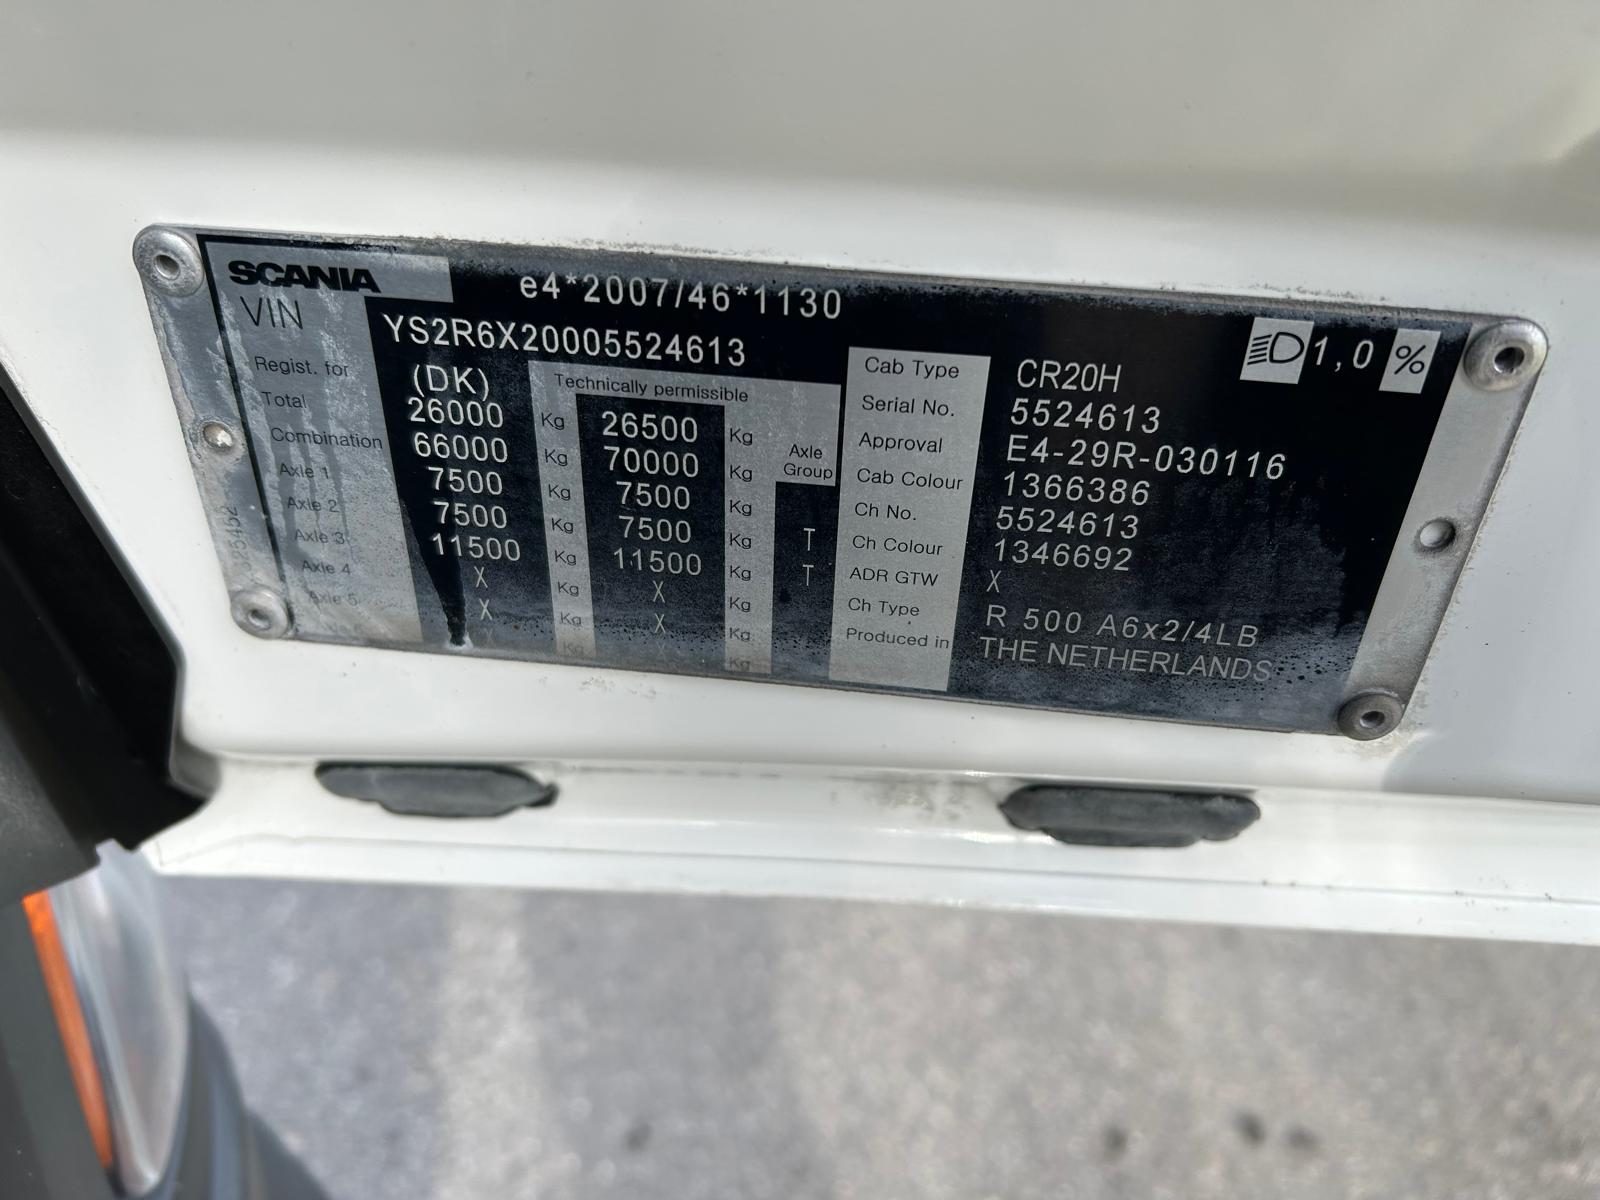 SCANIA
e4*2007/46*1130
VIN
YS2R6X20005524613
1,0 %
Regist. for (DK) Technically permissible
Total 26000 Kg 26500 Kg
Combination 66000 Kg 70000 Kg Axle Group
Axle 1 7500 Kg 7500 Kg
Axle 2 7500 Kg 7500 Kg T
Axle 3 11500 Kg 11500 Kg T
Axle 4 X Kg X Kg
Axle 5 X Kg X Kg
X Kg X Kg
Cab Type CR20H
Serial No. 5524613
Approval E4-29R-030116
Cab Colour 1366386
Ch No. 5524613
Ch Colour 1346692
ADR GTW X
Ch Type R 500 A6x2/4LB
Produced in THE NETHERLANDS